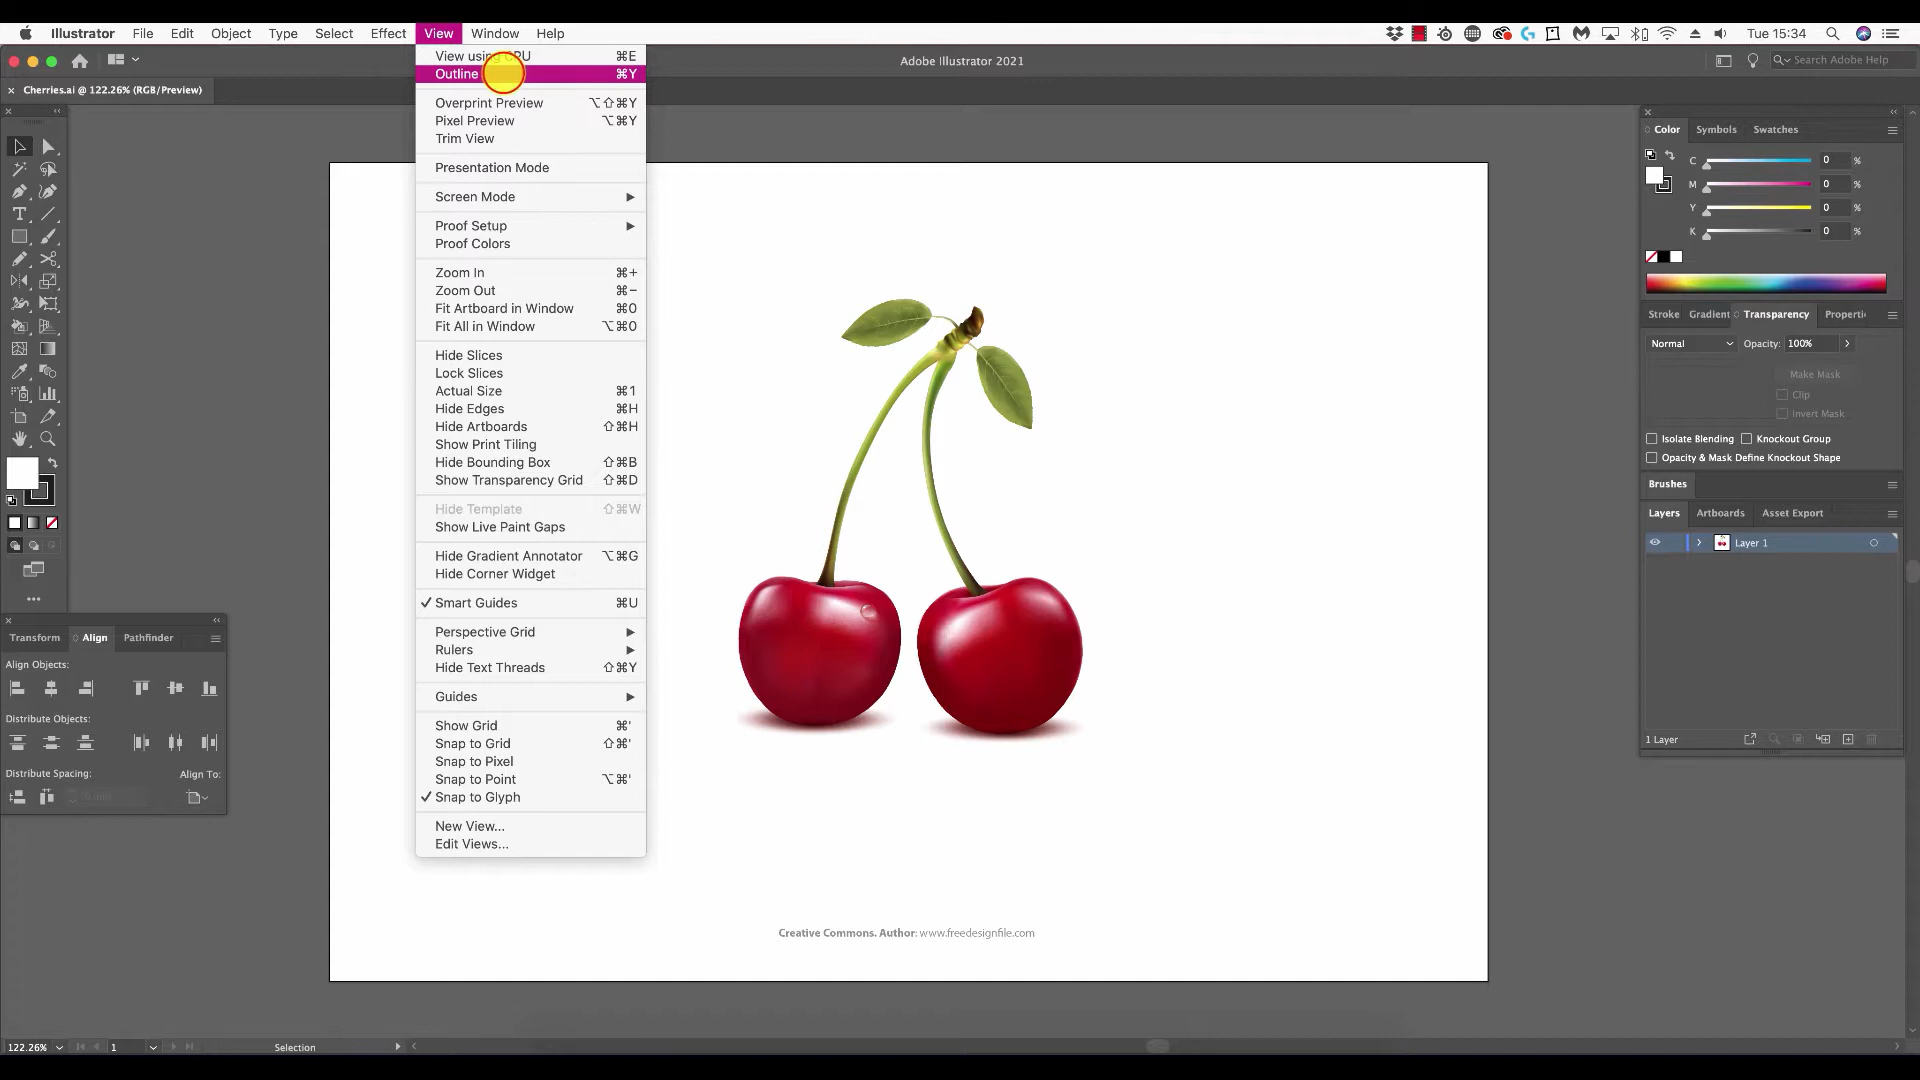 Illustrator File Edit Object Type Select Effect View Window Help
Tue 15:34
Adobe Illustrator 2021
Search Adobe Help
× Cherries.ai @ 122.26% (RGB/Preview)
View using CPU ⌘E
Outline ⌘Y
Overprint Preview ⌥⇧⌘Y
Pixel Preview ⌥⌘Y
Trim View
Presentation Mode
Screen Mode
Proof Setup
Proof Colors
Zoom In ⌘+
Zoom Out ⌘−
Fit Artboard in Window ⌘0
Fit All in Window ⌥⌘0
Hide Slices
Lock Slices
Actual Size ⌘1
Hide Edges ⌘H
Hide Artboards ⇧⌘H
Show Print Tiling
Hide Bounding Box ⇧⌘B
Show Transparency Grid ⇧⌘D
Hide Template ⇧⌘W
Show Live Paint Gaps
Hide Gradient Annotator ⌥⌘G
Hide Corner Widget
✓ Smart Guides ⌘U
Perspective Grid
Rulers
Hide Text Threads ⇧⌘Y
Guides
Show Grid ⌘'
Snap to Grid ⇧⌘'
Snap to Pixel
Snap to Point ⌥⌘'
✓ Snap to Glyph
New View...
Edit Views...
Transform Align Pathfinder
Align Objects:
Distribute Objects:
Distribute Spacing: Align To:
Creative Commons. Author: www.freedesignfile.com
Color Symbols Swatches
C 0 %
M 0 %
Y 0 %
K 0 %
Stroke Gradient Transparency Properti
Normal Opacity: 100%
Make Mask
Clip
Invert Mask
Isolate Blending Knockout Group
Opacity & Mask Define Knockout Shape
Brushes
Layers Artboards Asset Export
Layer 1
1 Layer
122.26% 1 Selection